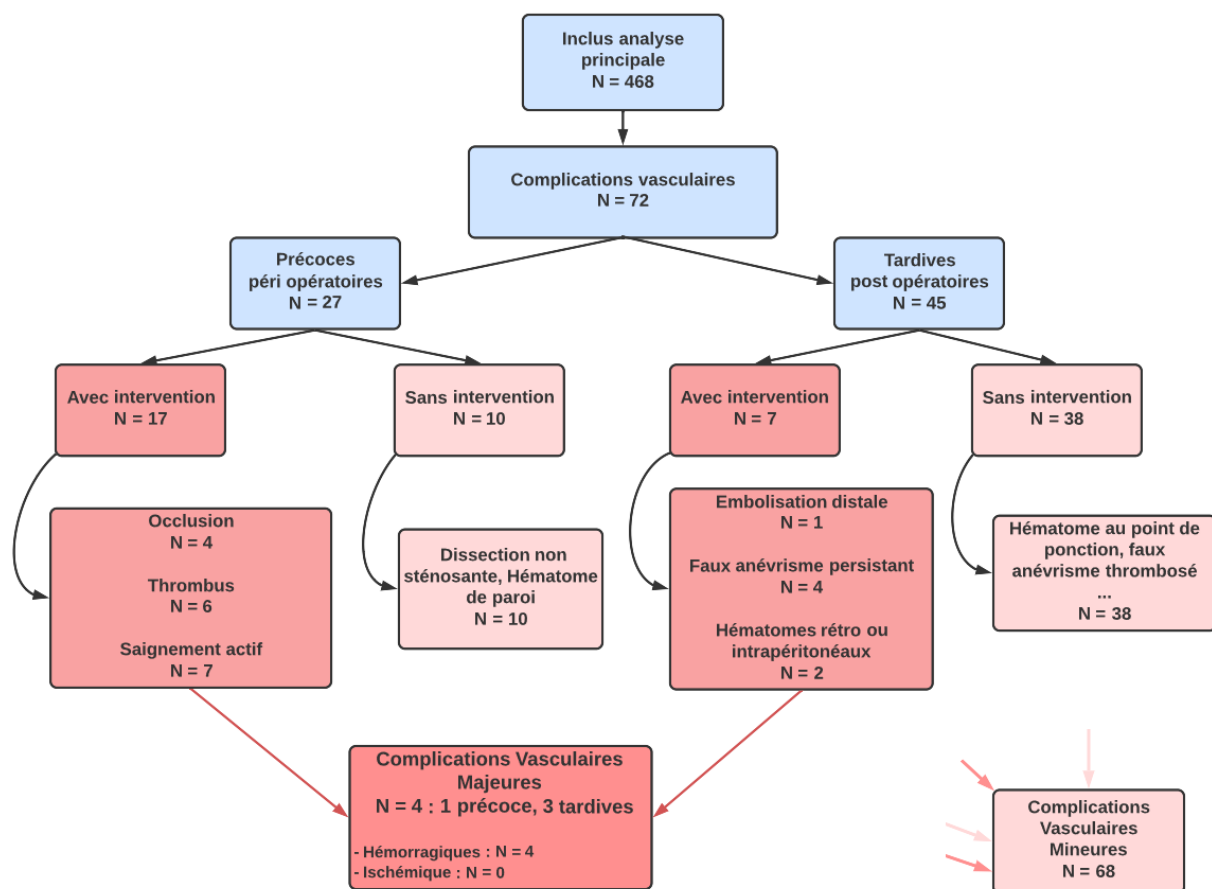 Inclus analyse
principale
N = 468
Complications vasculaires
N = 72
Précoces
péri opératoires
N = 27
Tardives
post opératoires
N = 45
Avec intervention
N = 17
Sans intervention
N = 10
Avec intervention
N = 7
Sans intervention
N = 38
Occlusion
N = 4
Thrombus
N = 6
Saignement actif
N = 7
Dissection non
sténosante, Hématome
de paroi
N = 10
Embolisation distale
N = 1
Faux anévrisme persistant
N = 4
Hématomes rétro ou
intrapéritonéaux
N = 2
Hématome au point de
ponction, faux
anévrisme thrombosé
...
N = 38
Complications Vasculaires
Majeures
N = 4 : 1 précoce, 3 tardives
- Hémorragiques : N = 4
- Ischémique : N = 0
Complications
Vasculaires
Mineures
N = 68